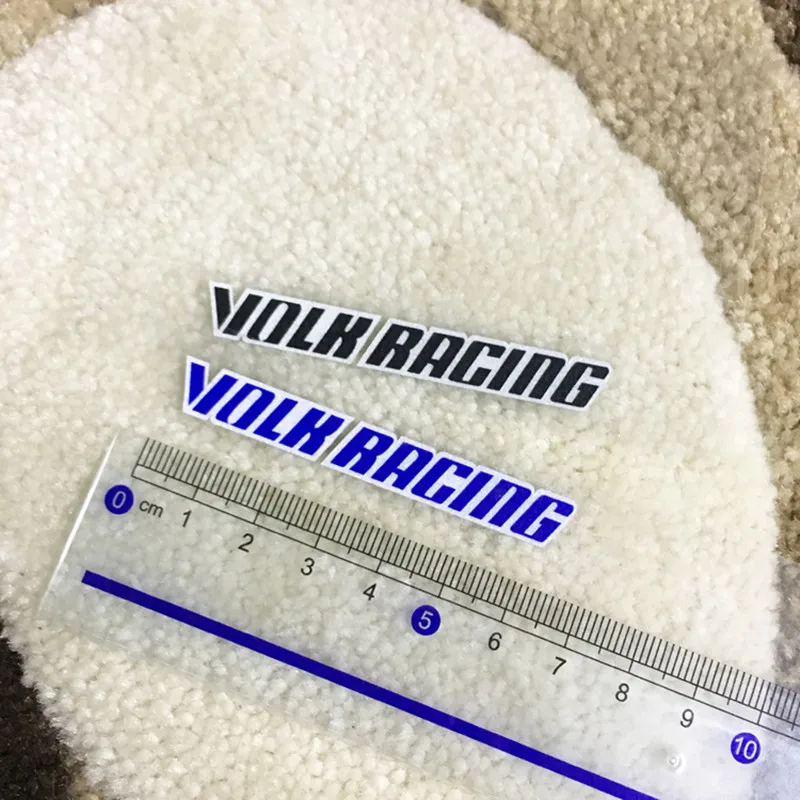 VOLK RACING
VOLK RACING
0 cm 1 2 3 4 5 6 7 8 9 10